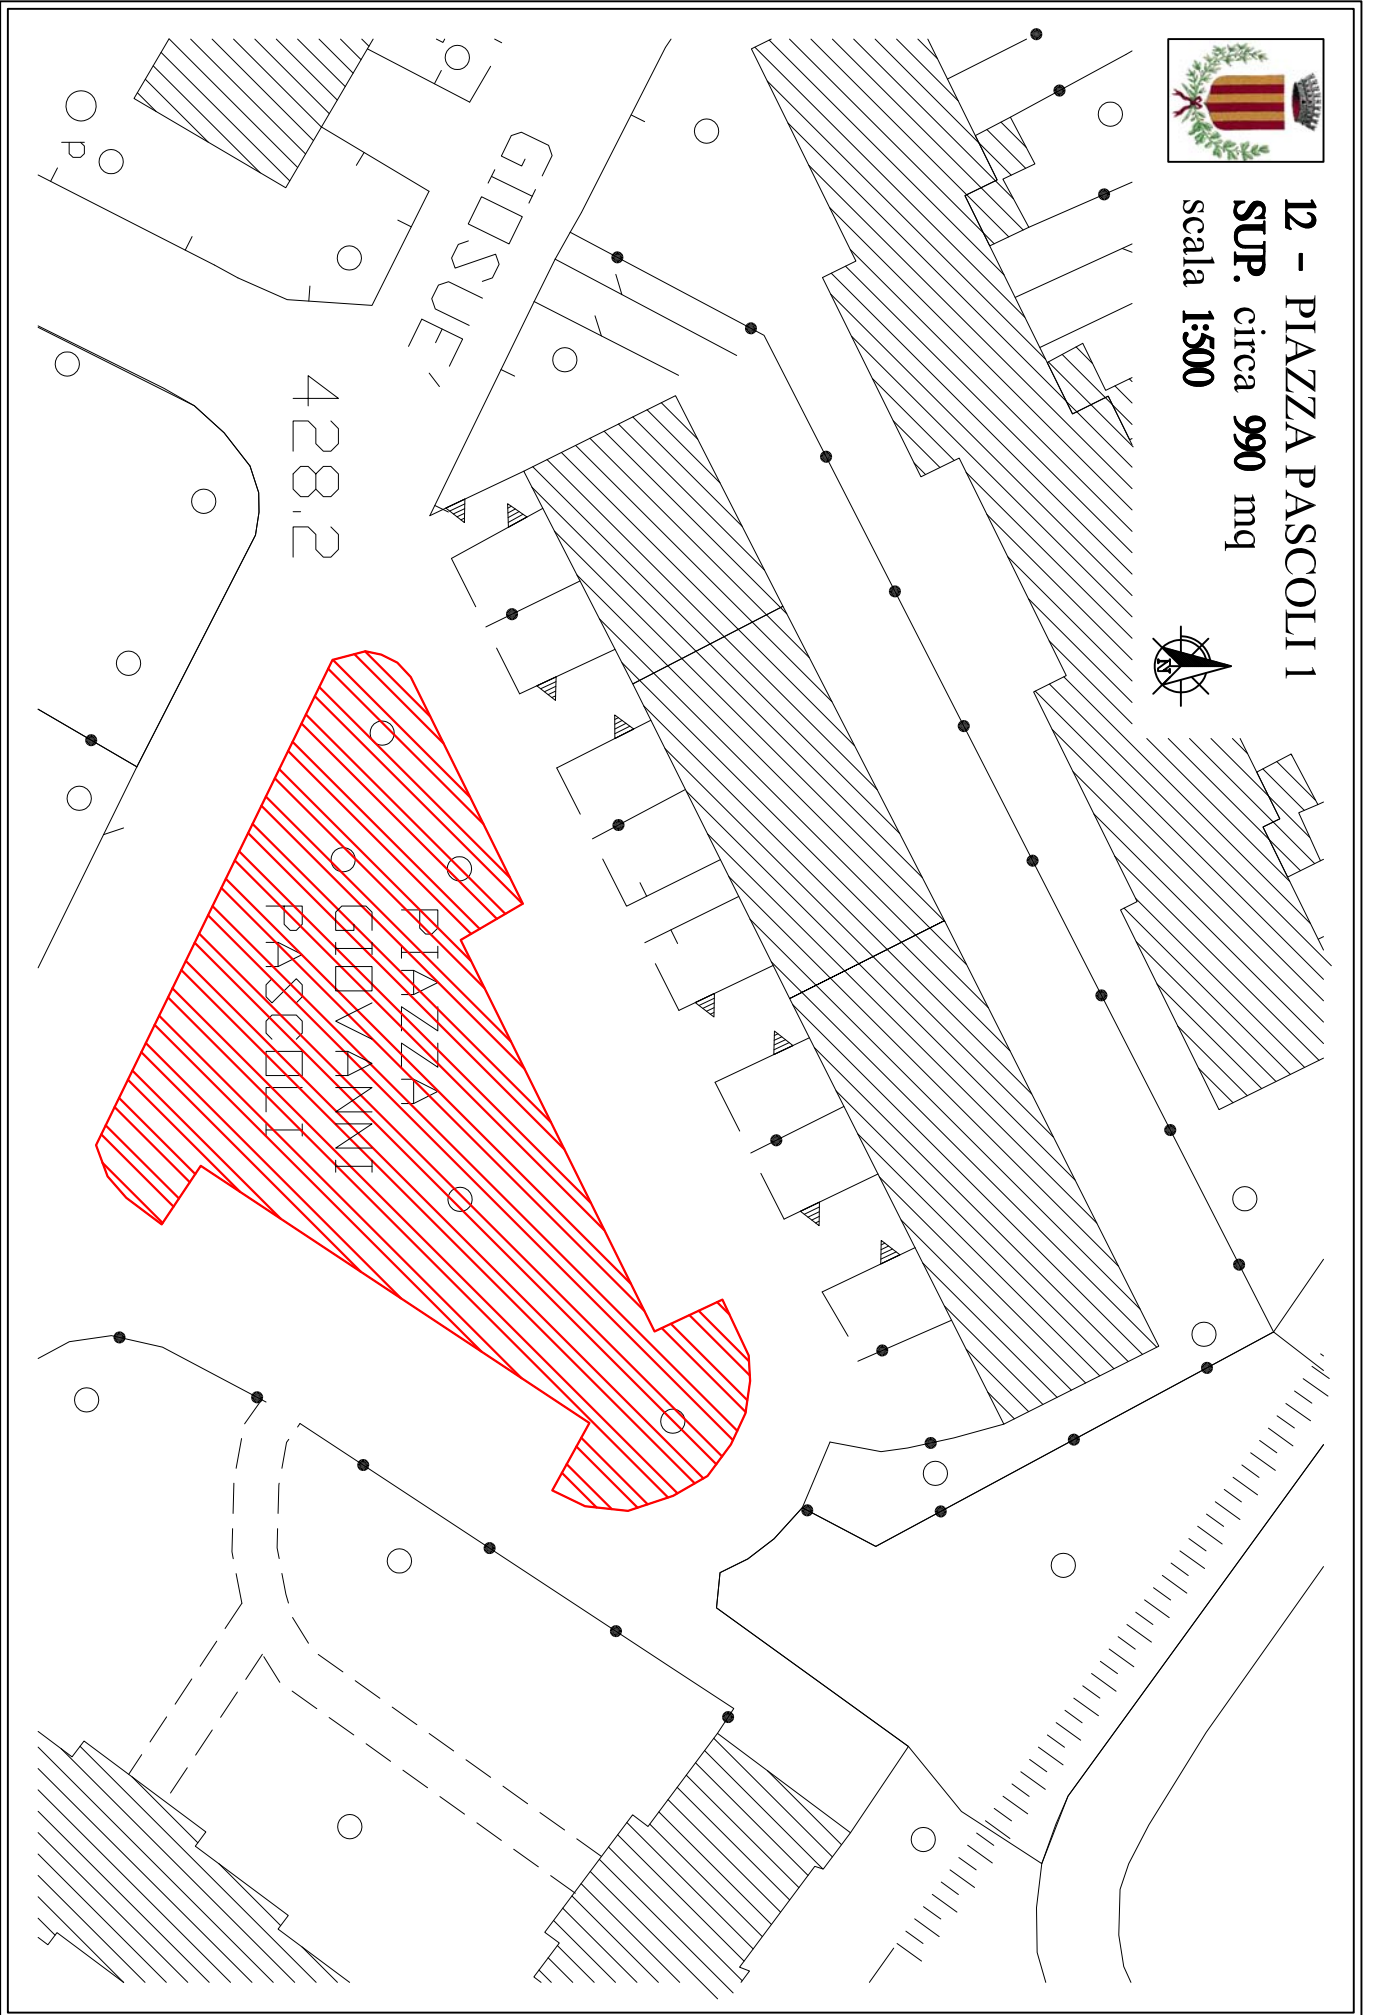 12 - PIAZZA PASCOLI 1
SUP. circa 990 mq
scala 1:500
N
GIOSUE'
428.2
PIAZZA
GIOVANNI
PASCOLI
P